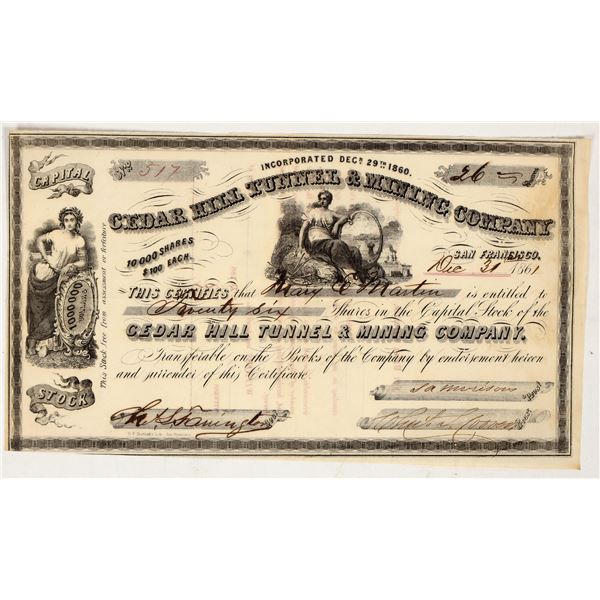 INCORPORATED DECR. 29TH 1860.
CAPITAL
No 517
26
CEDAR HILL TUNNEL & MINING COMPANY
10,000 SHARES
$100 EACH.
SAN FRANCISCO.
Dec 31 1861
THIS CERTIFIES that Mary C Martin is entitled to
Twenty six Shares in the Capital Stock of the
CEDAR HILL TUNNEL & MINING COMPANY.
Transferable on the Books of the Company by endorsement hereon
and surrender of this Certificate.
1000000
DOLLARS
This Stock free from assessment or forfeiture
STOCK